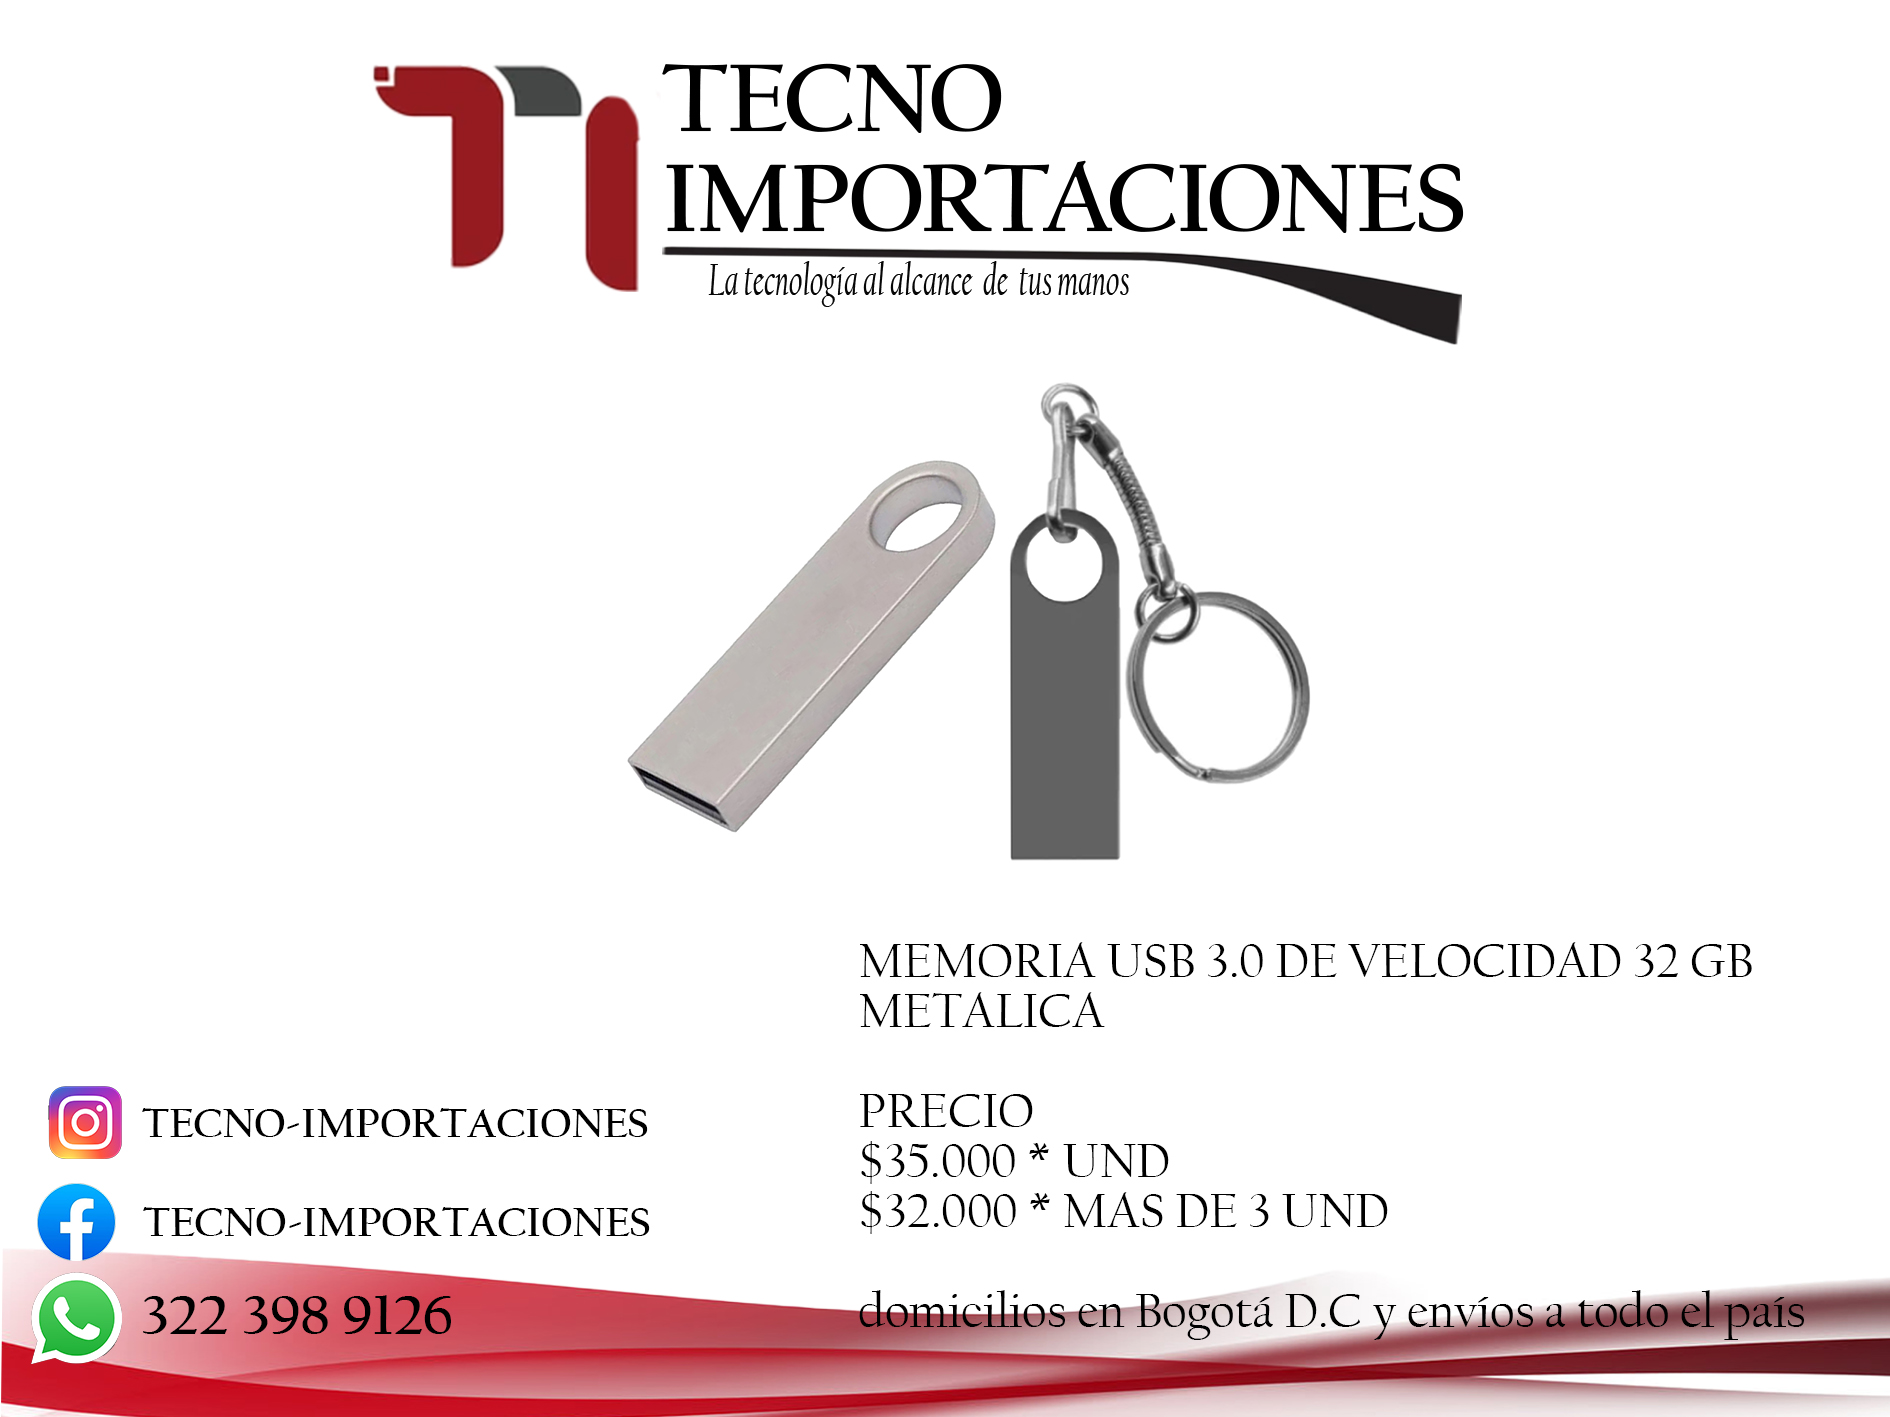 TECNO
IMPORTACIONES
La tecnología al alcance de tus manos
MEMORIA USB 3.0 DE VELOCIDAD 32 GB
METALICA
PRECIO
$35.000 * UND
$32.000 * MAS DE 3 UND
domicilios en Bogotá D.C y envíos a todo el país
TECNO-IMPORTACIONES
TECNO-IMPORTACIONES
322 398 9126